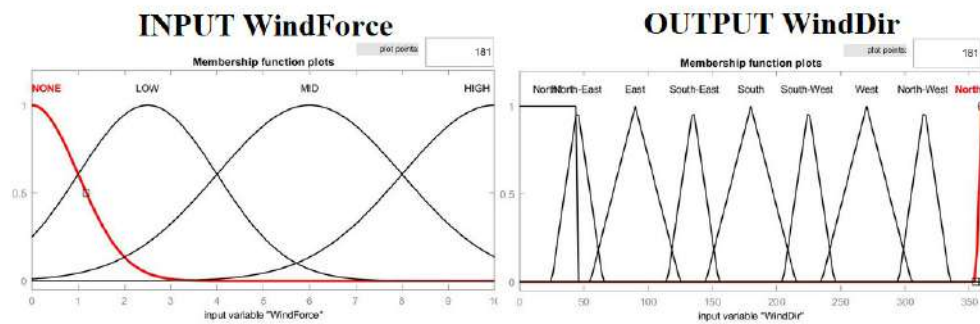 INPUT WindForce
plot points:
181
Membership function plots
NONE LOW MID HIGH
1
0.5
0
0 1 2 3 4 5 6 7 8 9 10
input variable "WindForce"
OUTPUT WindDir
plot points:
181
Membership function plots
North North-East East South-East South South-West West North-West North
1
0.5
0
0 50 100 150 200 250 300 350
input variable "WindDir"